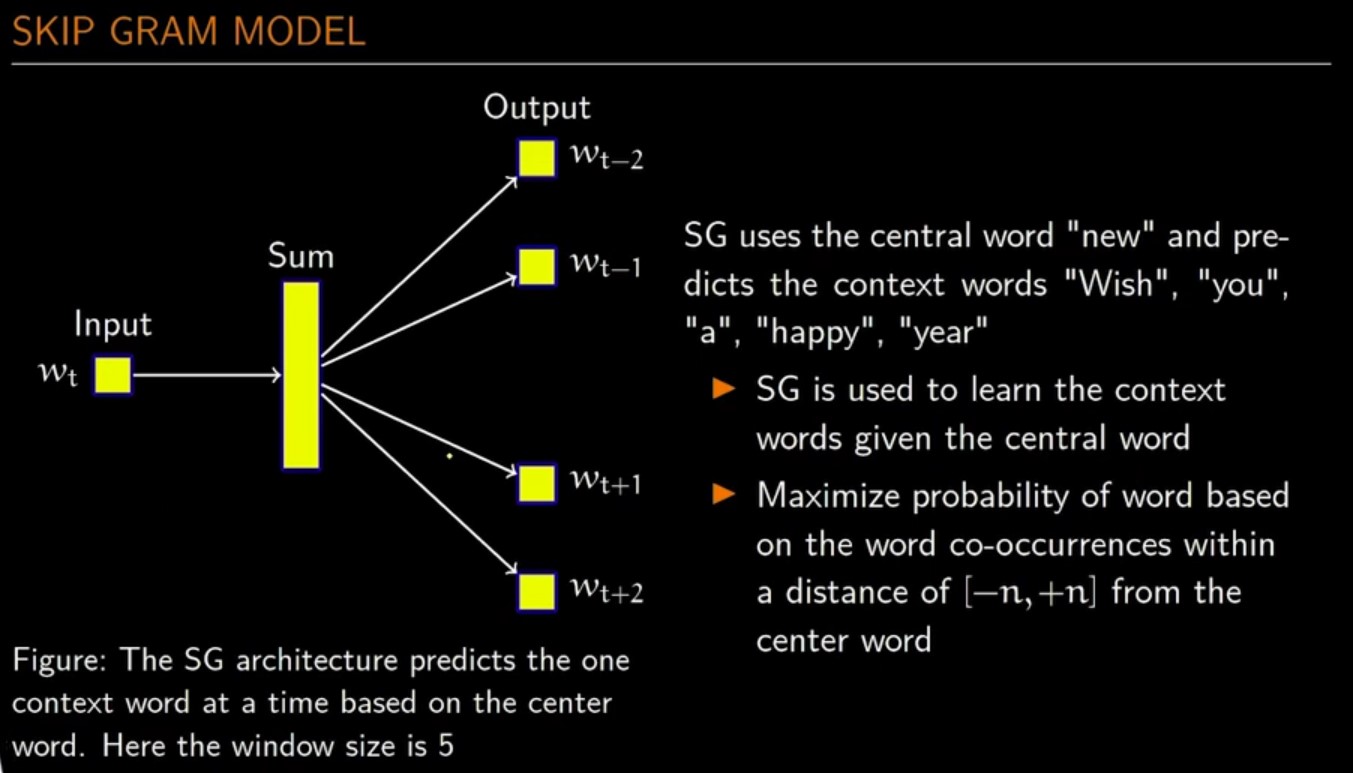 SKIP GRAM MODEL
Output
w_{t−2}
w_{t−1}
Sum
Input
w_t
w_{t+1}
w_{t+2}
Figure: The SG architecture predicts the one
context word at a time based on the center
word. Here the window size is 5
SG uses the central word "new" and pre-
dicts the context words "Wish", "you",
"a", "happy", "year"
▶ SG is used to learn the context
words given the central word
▶ Maximize probability of word based
on the word co-occurrences within
a distance of [−n,+n] from the
center word